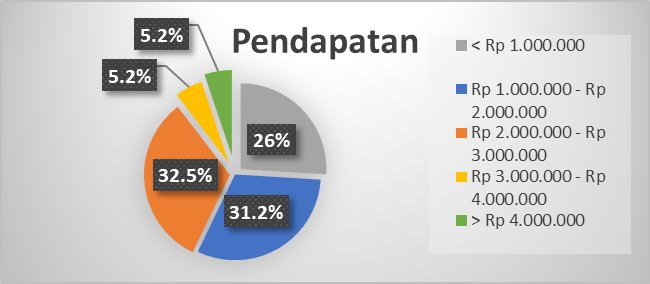 Pendapatan
5.2%
5.2%
26%
32.5%
31.2%
< Rp 1.000.000
Rp 1.000.000 - Rp
2.000.000
Rp 2.000.000 - Rp
3.000.000
Rp 3.000.000 - Rp
4.000.000
> Rp 4.000.000